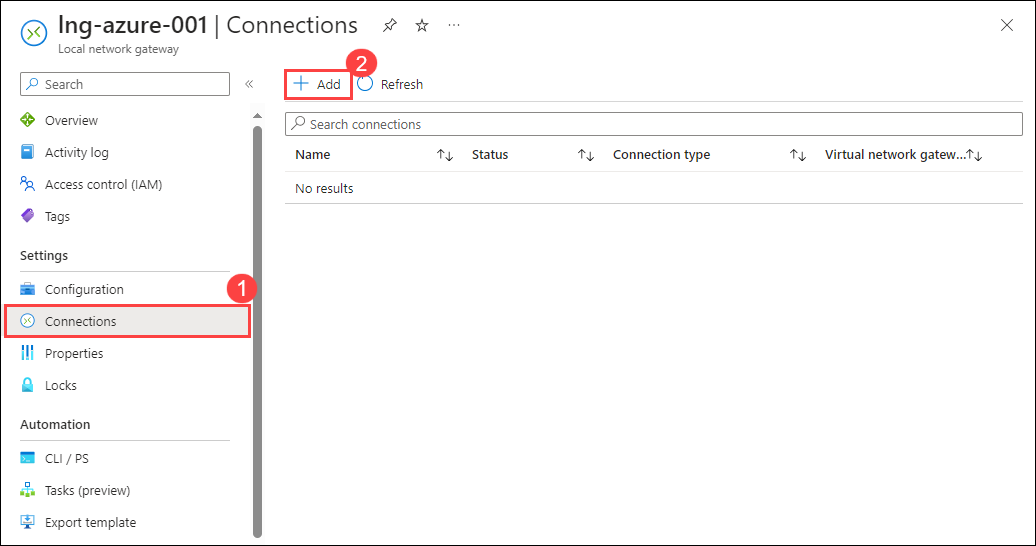 lng-azure-001 | Connections
Local network gateway
Search
«
2
Add
Refresh
Overview
Activity log
Access control (IAM)
Tags
Settings
Configuration
1
Connections
Properties
Locks
Automation
CLI / PS
Tasks (preview)
Export template
Search connections
Name Status Connection type Virtual network gatew...
No results